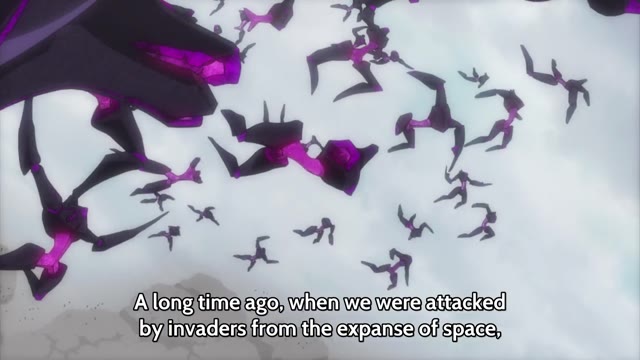 A long time ago, when we were attacked
by invaders from the expanse of space,